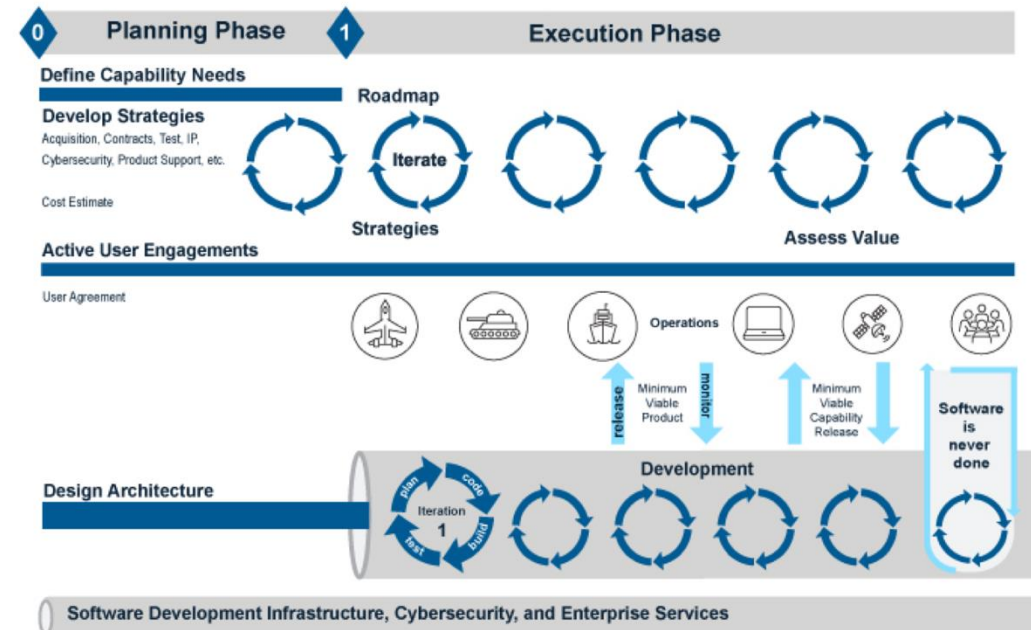 0
Planning Phase
1
Execution Phase
Define Capability Needs
Roadmap
Develop Strategies
Acquisition, Contracts, Test, IP,
Cybersecurity, Product Support, etc.
Cost Estimate
Iterate
Strategies
Assess Value
Active User Engagements
User Agreement
Operations
release
Minimum
Viable
Product
monitor
Minimum
Viable
Capability
Release
Software
is
never
done
Development
Design Architecture
plan
code
build
test
Iteration
1
Software Development Infrastructure, Cybersecurity, and Enterprise Services